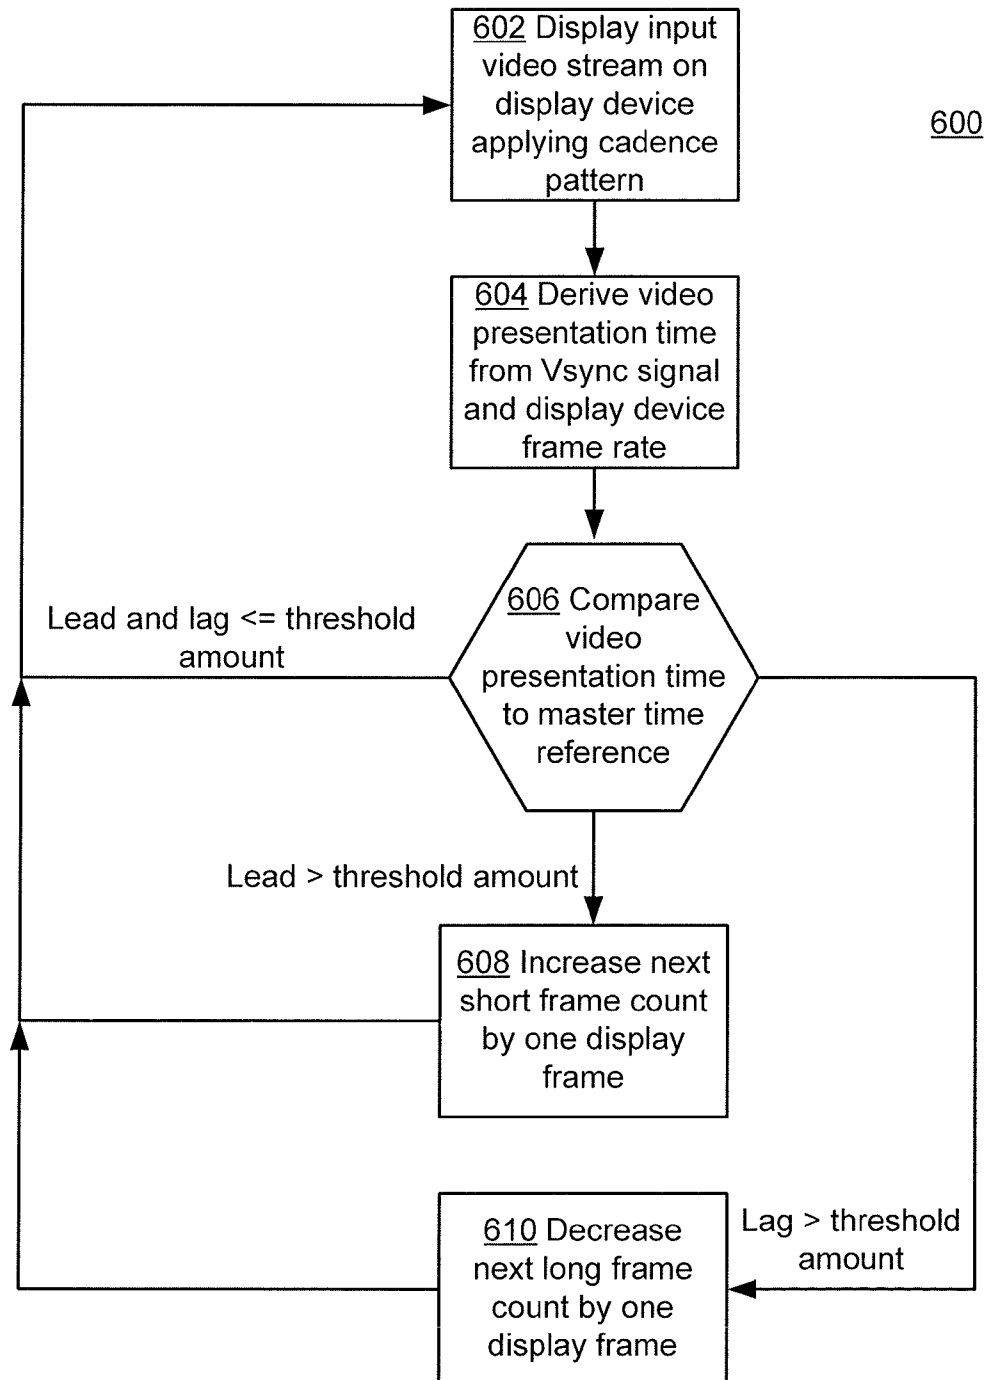 602 Display input
video stream on
display device
applying cadence
pattern
600
604 Derive video
presentation time
from Vsync signal
and display device
frame rate
606 Compare
video
presentation time
to master time
reference
Lead and lag <= threshold
amount
Lead > threshold amount
608 Increase next
short frame count
by one display
frame
610 Decrease
next long frame
count by one
display frame
Lag > threshold
amount